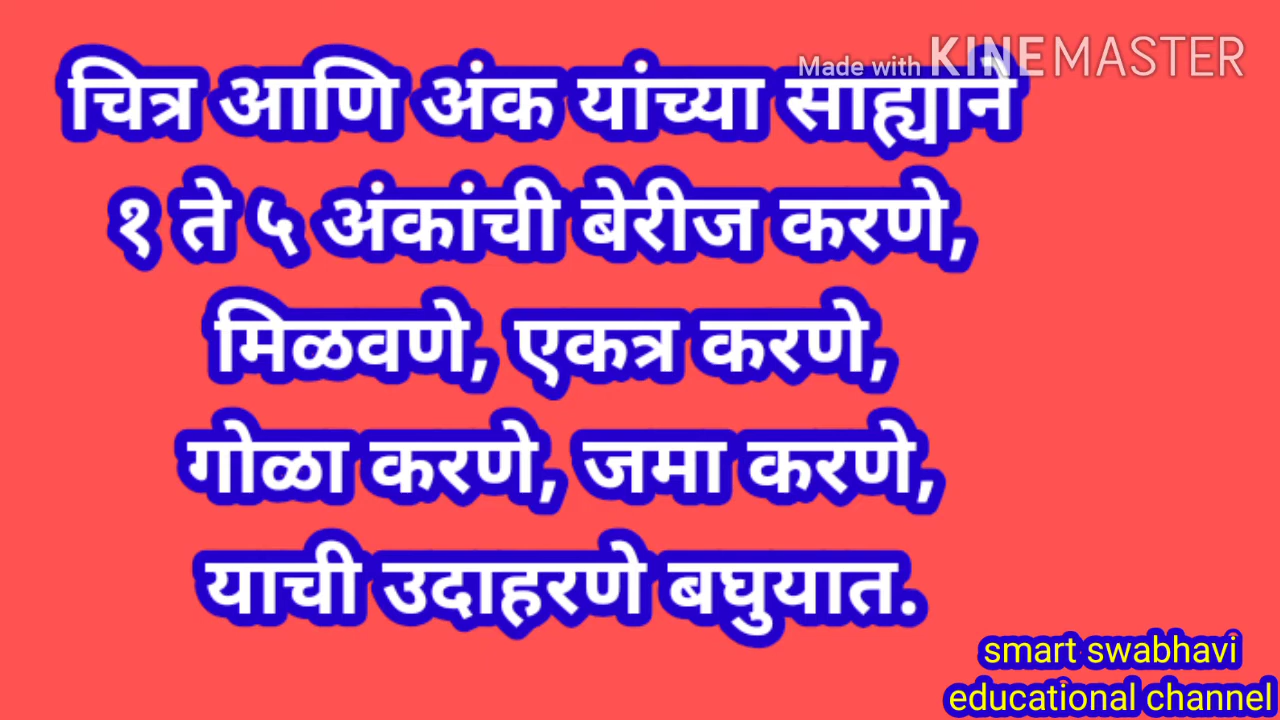 Made with KINEMASTER
चित्र आणि अंक यांच्या साह्याने
१ ते ५ अंकांची बेरीज करणे,
मिळवणे, एकत्र करणे,
गोळा करणे, जमा करणे,
याची उदाहरणे बघुयात.
smart swabhavi
educational channel